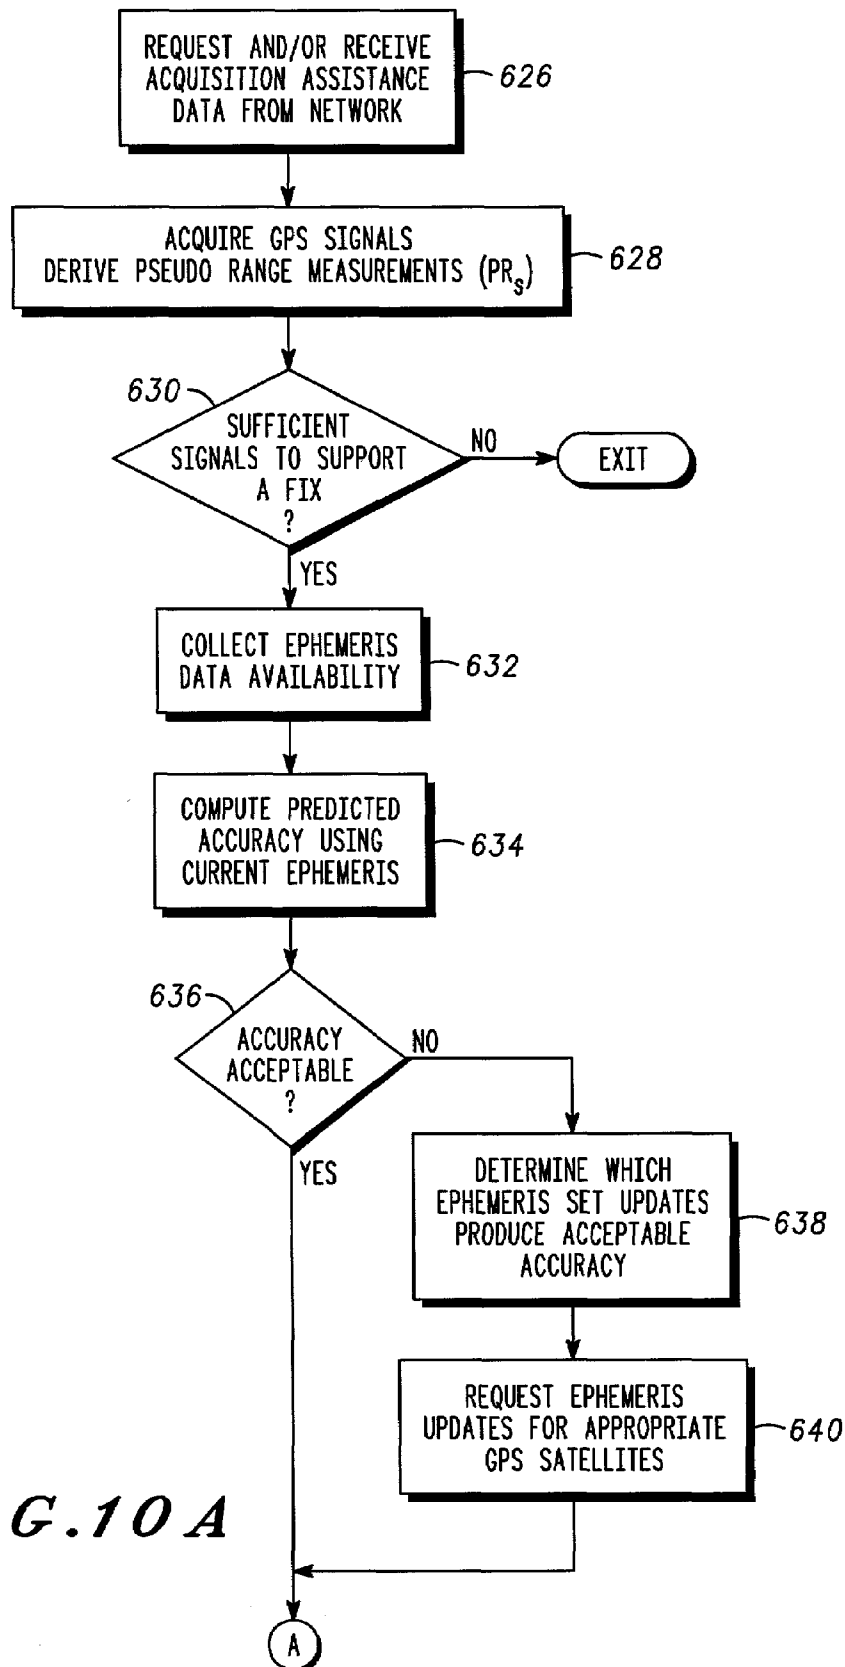 REQUEST AND/OR RECEIVE
ACQUISITION ASSISTANCE
DATA FROM NETWORK
626
ACQUIRE GPS SIGNALS
DERIVE PSEUDO RANGE MEASUREMENTS (PRs)
628
630
SUFFICIENT
SIGNALS TO SUPPORT
A FIX
?
NO
EXIT
YES
COLLECT EPHEMERIS
DATA AVAILABILITY
632
COMPUTE PREDICTED
ACCURACY USING
CURRENT EPHEMERIS
634
636
ACCURACY
ACCEPTABLE
?
NO
YES
DETERMINE WHICH
EPHEMERIS SET UPDATES
PRODUCE ACCEPTABLE
ACCURACY
638
REQUEST EPHEMERIS
UPDATES FOR APPROPRIATE
GPS SATELLITES
640
G.10A
A